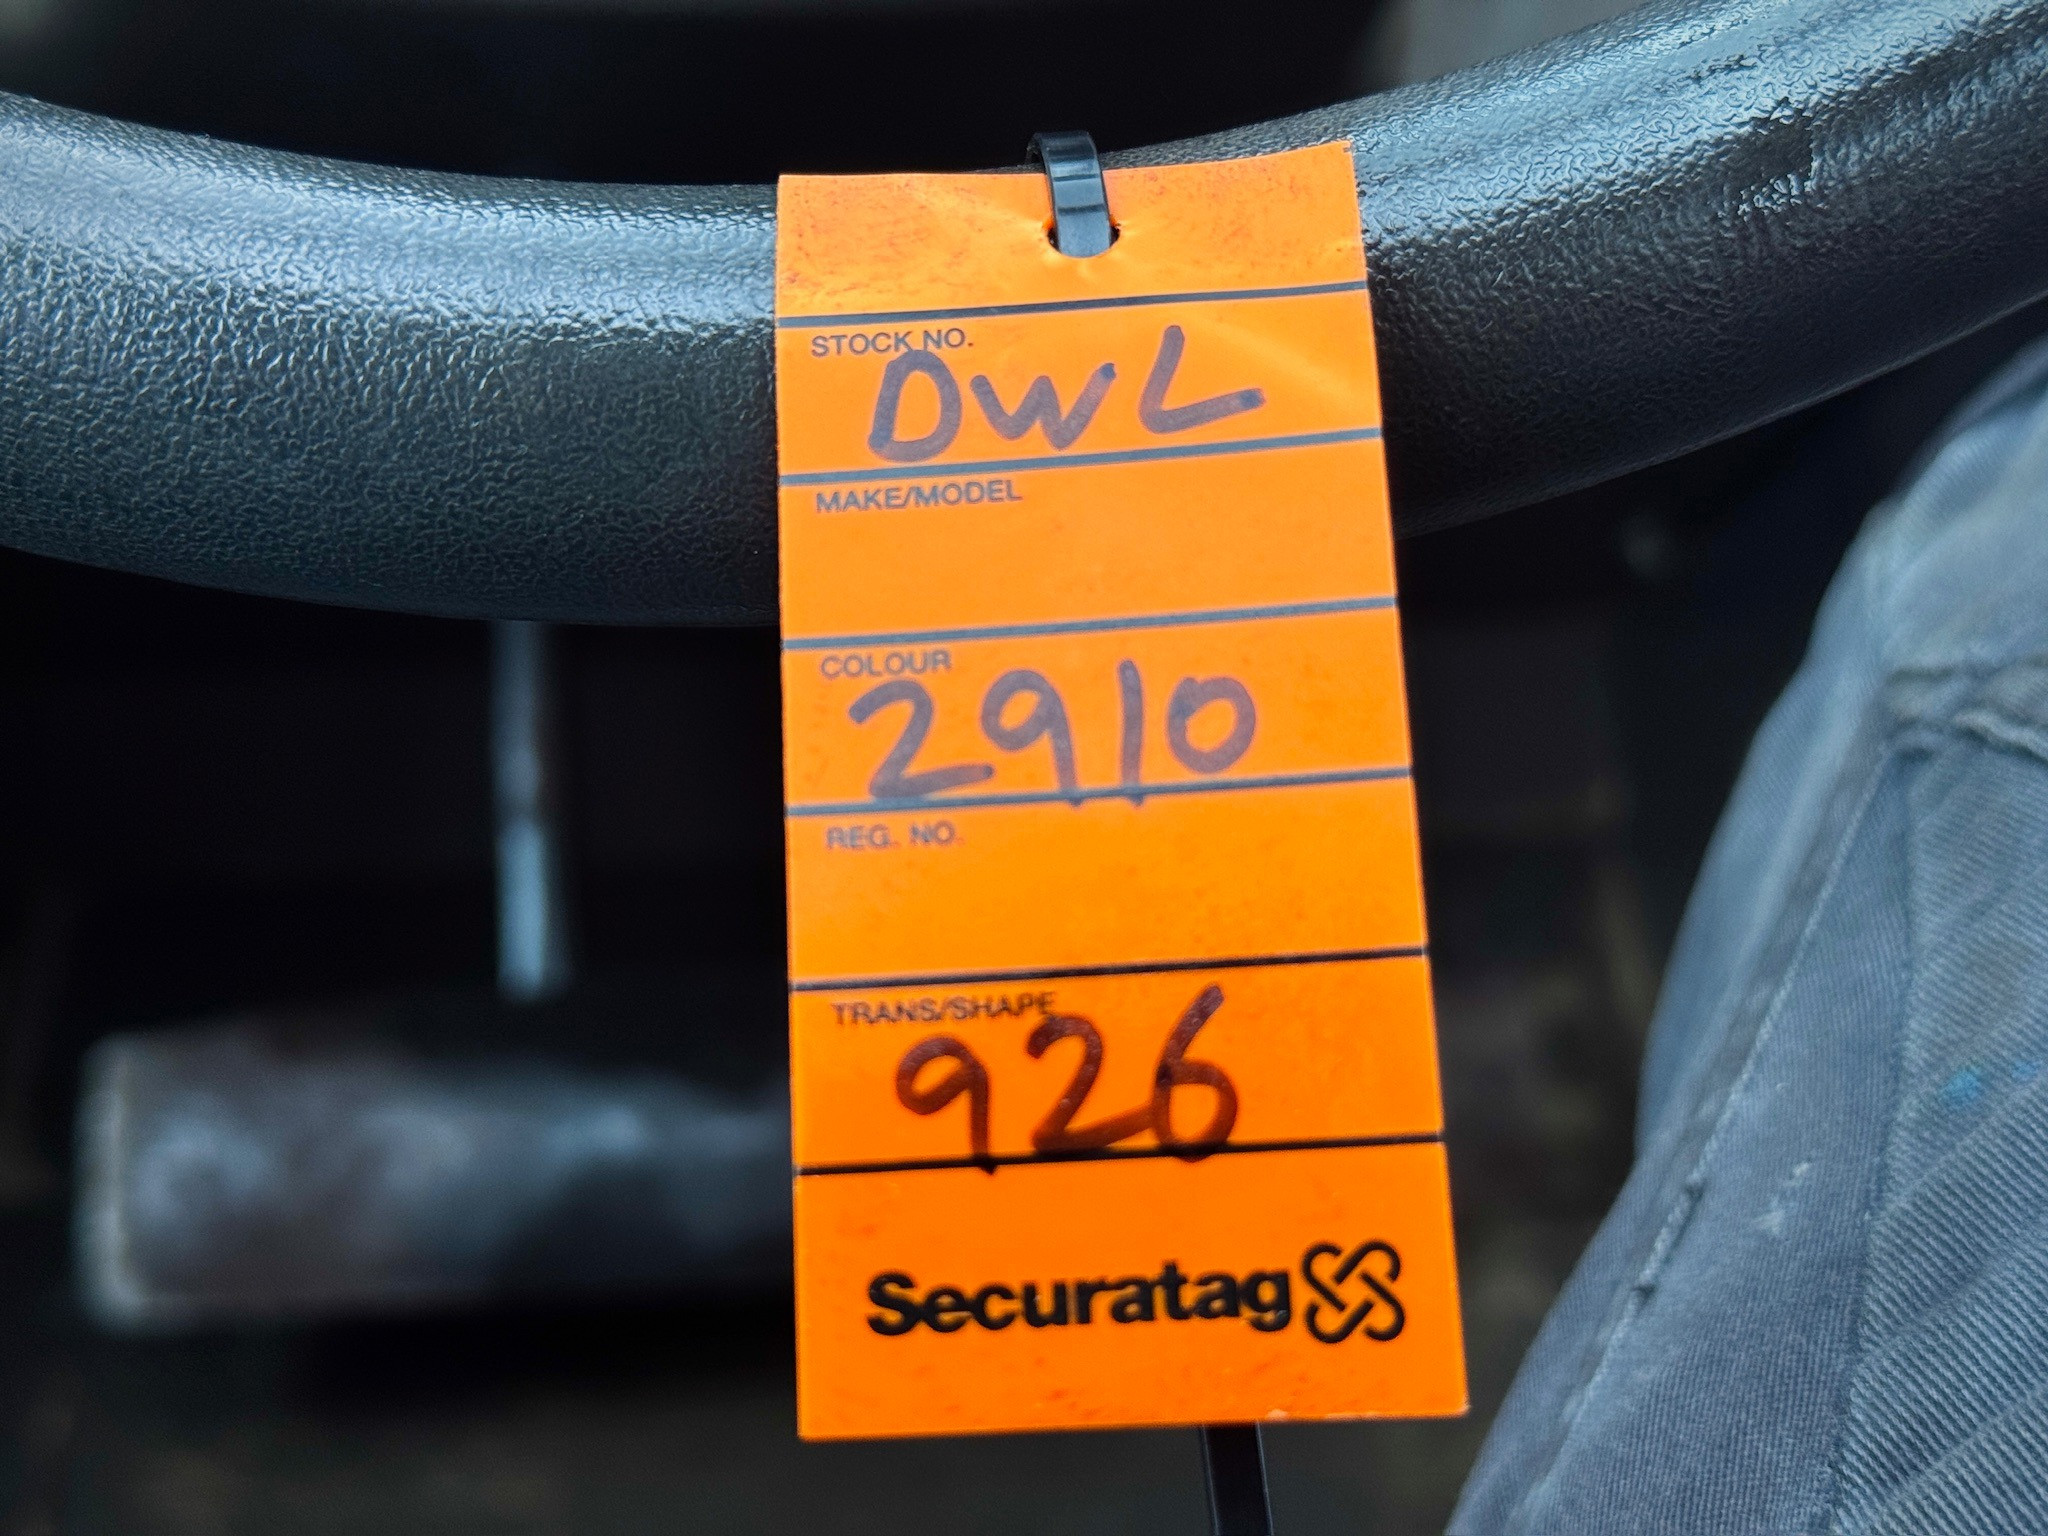 STOCK NO.
DWL
MAKE/MODEL
COLOUR
2910
REG. NO.
TRANS/SHAPE
926
Securatag